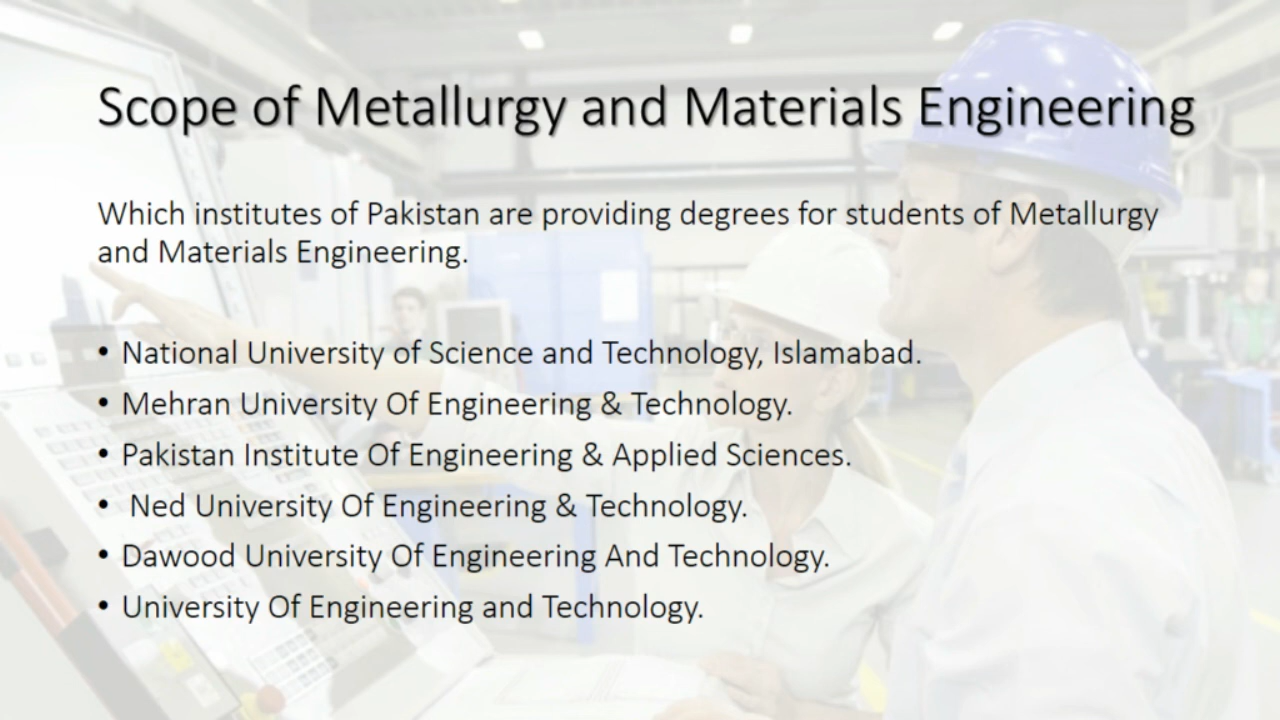 Scope of Metallurgy and Materials Engineering
Which institutes of Pakistan are providing degrees for students of Metallurgy
and Materials Engineering.
• National University of Science and Technology, Islamabad.
• Mehran University Of Engineering & Technology.
• Pakistan Institute Of Engineering & Applied Sciences.
• Ned University Of Engineering & Technology.
• Dawood University Of Engineering And Technology.
• University Of Engineering and Technology.